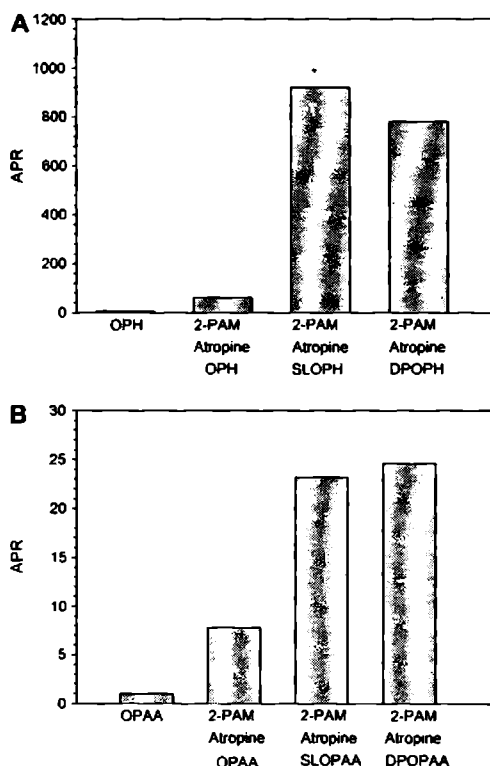 A
1200
1000
800
600
400
200
0
APR
OPH
2-PAM
Atropine
OPH
2-PAM
Atropine
SLOPH
2-PAM
Atropine
DPOPH
B
30
25
20
15
10
5
0
APR
OPAA
2-PAM
Atropine
OPAA
2-PAM
Atropine
SLOPAA
2-PAM
Atropine
DPOPAA